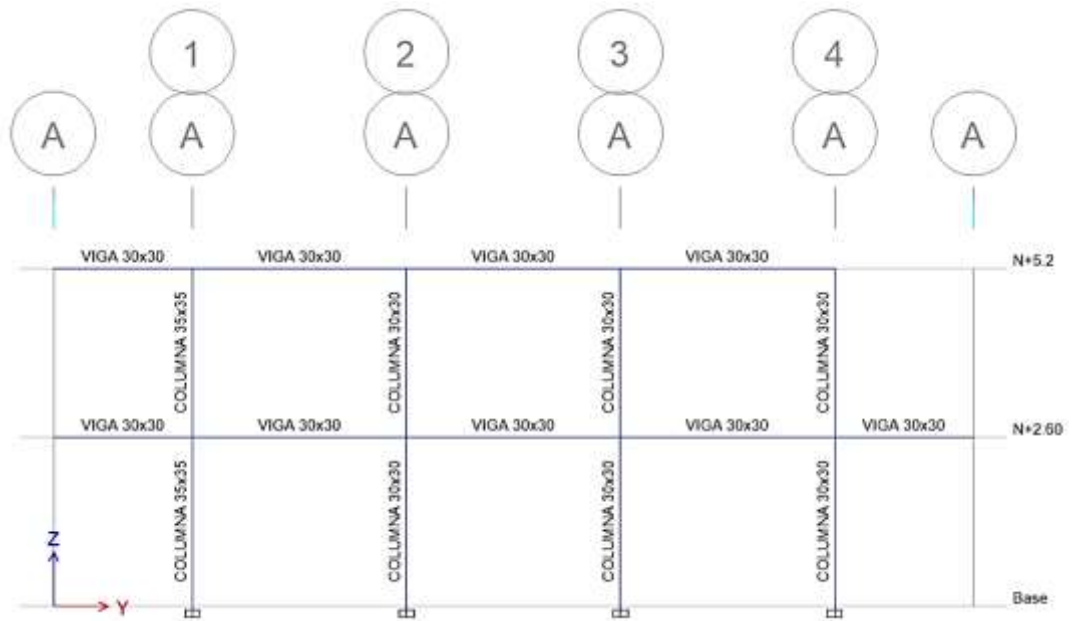 1 2 3 4
A A A A A A
VIGA 30x30 VIGA 30x30 VIGA 30x30 VIGA 30x30
N+5.2
COLUMNA 35x35 COLUMNA 30x30 COLUMNA 30x30 COLUMNA 30x30
VIGA 30x30 VIGA 30x30 VIGA 30x30 VIGA 30x30 VIGA 30x30
N+2.60
COLUMNA 35x35 COLUMNA 30x30 COLUMNA 30x30 COLUMNA 30x30
Z
Y
Base